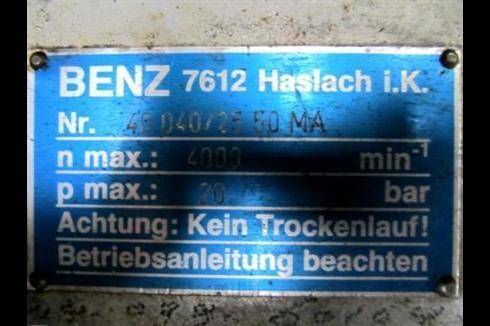 BENZ 7612 Haslach i.K.
Nr. 45 040/25 50 MA
n max.: 4000 min-1
p max.: 20 bar
Achtung: Kein Trockenlauf!
Betriebsanleitung beachten